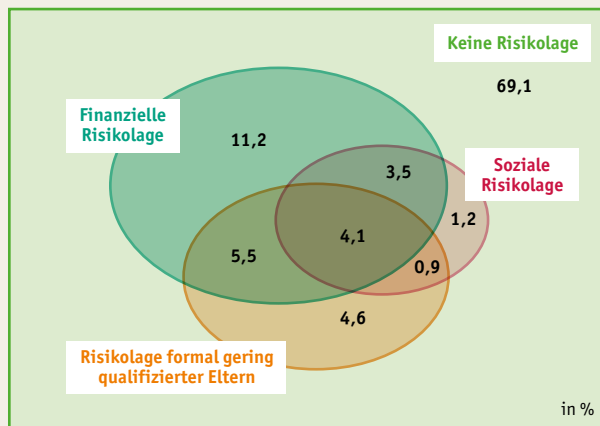 Keine Risikolage
69,1
Finanzielle
Risikolage
11,2
3,5
Soziale
Risikolage
1,2
4,1
5,5
0,9
4,6
Risikolage formal gering
qualifizierter Eltern
in %